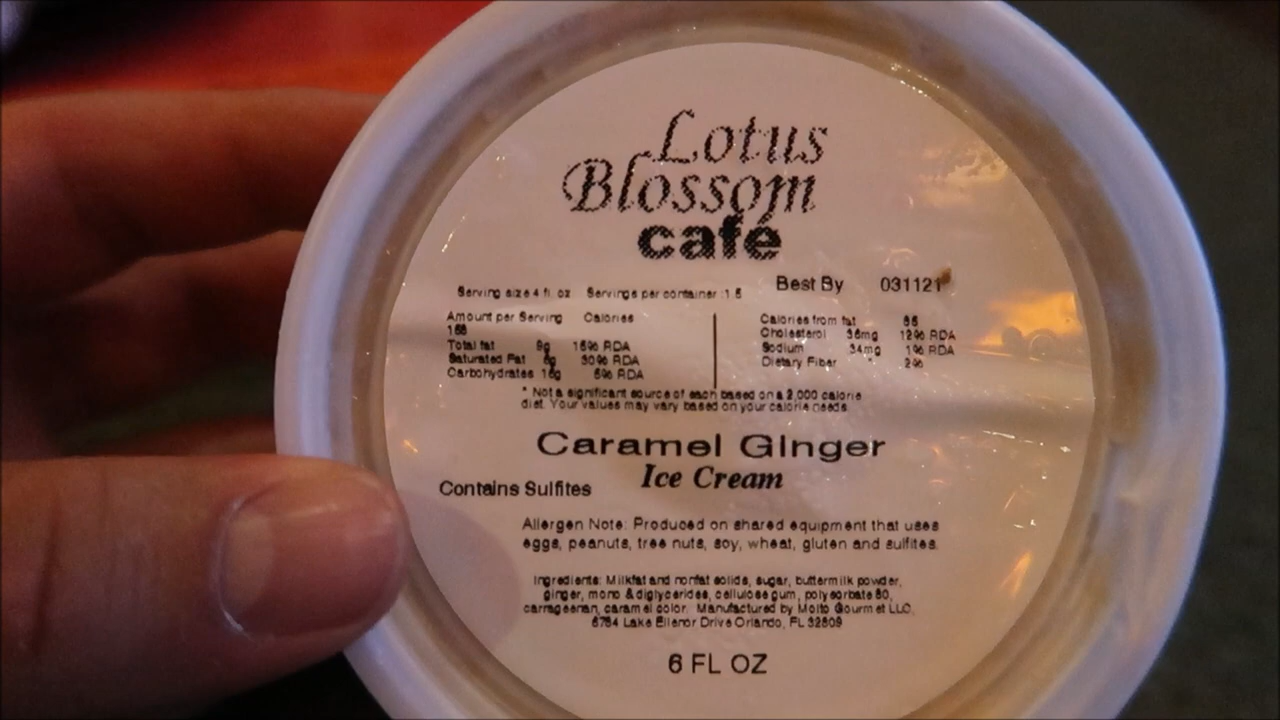 Lotus
Blossom
café
Best By 031121
Serving size 4 fl. oz Servings per container :1.5
Amount per Serving Calories
168
Total fat 9g 15% RDA
Saturated Fat 6g 30% RDA
Carbohydrates 16g 5% RDA
Calories from fat 85
Cholesterol 36mg 12% RDA
Sodium 34mg 1% RDA
Dietary Fiber * 2%
* Not a significant source of each based on a 2,000 calorie
diet. Your values may vary based on your calorie needs.
Caramel Ginger
Ice Cream
Contains Sulfites
Allergen Note: Produced on shared equipment that uses
eggs, peanuts, tree nuts, soy, wheat, gluten and sulfites.
Ingredients: Milkfat and nonfat solids, sugar, buttermilk powder,
ginger, mono & diglycerides, cellulose gum, polysorbate 80,
carrageenan, caramel color. Manufactured by Molto Gourmet LLC,
6754 Lake Ellenor Drive Orlando, FL 32809
6 FL OZ